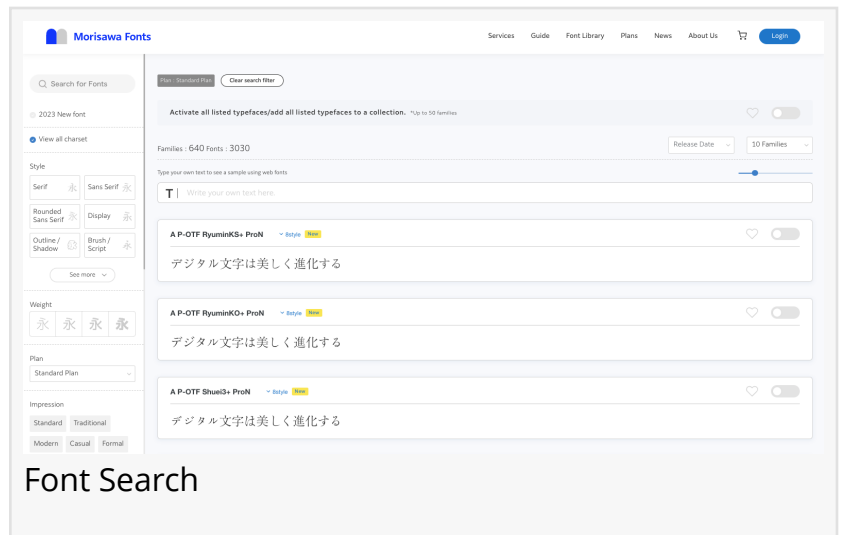 Morisawa Fonts
Services Guide Font Library Plans News About Us Login
Search for Fonts
2023 New font
View all charset
Style
Serif 永 Sans Serif 永
Rounded Sans Serif 永 Display 永
Outline / Shadow 永 Brush / Script 永
See more
Weight
永 永 永 永
Plan
Standard Plan
Impression
Standard Traditional
Modern Casual Formal
Plan : Standard Plan Clear search filter
Activate all listed typefaces/add all listed typefaces to a collection. *Up to 50 families
Families : 640 Fonts : 3030
Release Date 10 Families
Type your own text to see a sample using web fonts
T Write your own text here.
A P-OTF RyuminKS+ ProN 8style New
デジタル文字は美しく進化する
A P-OTF RyuminKO+ ProN 8style New
デジタル文字は美しく進化する
A P-OTF Shuei3+ ProN 8style New
デジタル文字は美しく進化する
Font Search